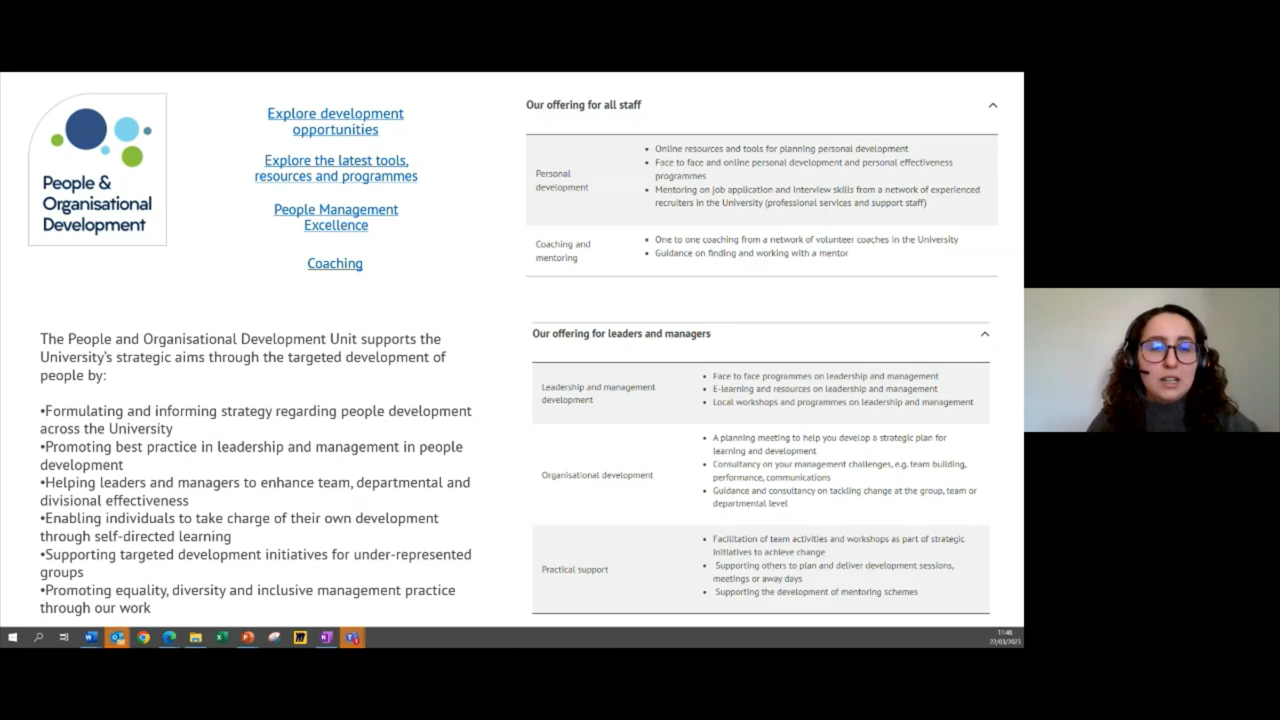 People &
Organisational
Development
Explore development
opportunities
Explore the latest tools,
resources and programmes
People Management
Excellence
Coaching
The People and Organisational Development Unit supports the
University's strategic aims through the targeted development of
people by:
•Formulating and informing strategy regarding people development
across the University
•Promoting best practice in leadership and management in people
development
•Helping leaders and managers to enhance team, departmental and
divisional effectiveness
•Enabling individuals to take charge of their own development
through self-directed learning
•Supporting targeted development initiatives for under-represented
groups
•Promoting equality, diversity and inclusive management practice
through our work
Our offering for all staff
Personal
development
• Online resources and tools for planning personal development
• Face to face and online personal development and personal effectiveness
programmes
• Mentoring on job application and interview skills from a network of experienced
recruiters in the University (professional services and support staff)
Coaching and
mentoring
• One to one coaching from a network of volunteer coaches in the University
• Guidance on finding and working with a mentor
Our offering for leaders and managers
Leadership and management
development
• Face to face programmes on leadership and management
• E-learning and resources on leadership and management
• Local workshops and programmes on leadership and management
Organisational development
• A planning meeting to help you develop a strategic plan for
learning and development
• Consultancy on your management challenges, e.g. team building,
performance, communications
• Guidance and consultancy on tackling change at the group, team or
departmental level
Practical support
• Facilitation of team activities and workshops as part of strategic
initiatives to achieve change
• Supporting others to plan and deliver development sessions,
meetings or away days
• Supporting the development of mentoring schemes
11:46